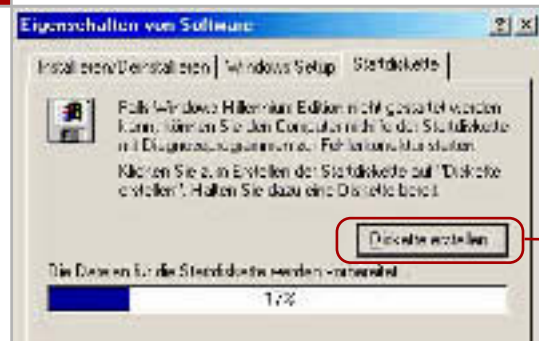 Eigenschaften von Software
Installieren/Deinstallieren Windows Setup Startdiskette
Falls Windows Millennium Edition nicht gestartet werden
kann, können Sie den Computer mithilfe der Startdiskette
mit Diagnoseprogrammen zur Fehlerkorrektur starten.
Klicken Sie zum Erstellen der Startdiskette auf "Diskette
erstellen". Halten Sie dazu eine Diskette bereit.
Diskette erstellen
Die Dateien für die Startdiskette werden vorbereitet...
17%